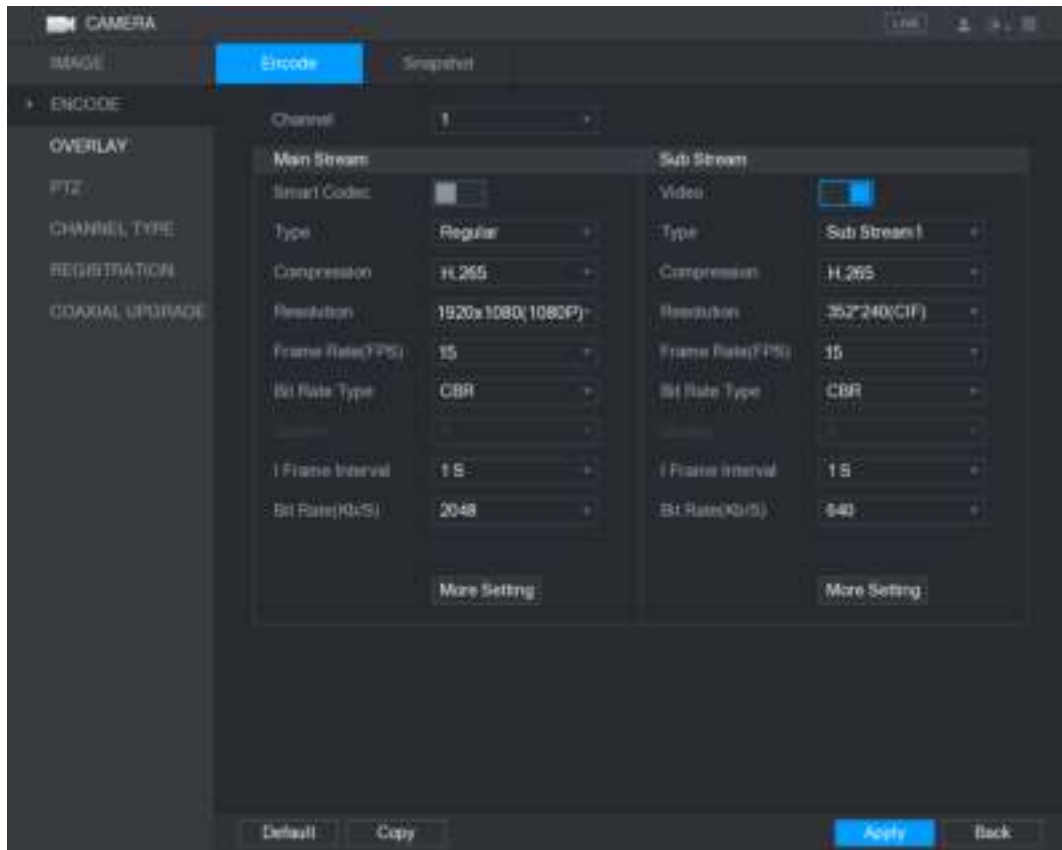 CAMERA
LIVE
IMAGE
Encode Snapshot
ENCODE
Channel 1
OVERLAY
Main Stream Sub Stream
PTZ
Smart Codec Video
CHANNEL TYPE
Type Regular Type Sub Stream1
REGISTRATION
Compression H.265 Compression H.265
COAXIAL UPGRADE
Resolution 1920x1080(1080P) Resolution 352*240(CIF)
Frame Rate(FPS) 15 Frame Rate(FPS) 15
Bit Rate Type CBR Bit Rate Type CBR
I Frame Interval 1 S I Frame Interval 1 S
Bit Rate(Kb/S) 2048 Bit Rate(Kb/S) 640
More Setting More Setting
Default Copy Apply Back